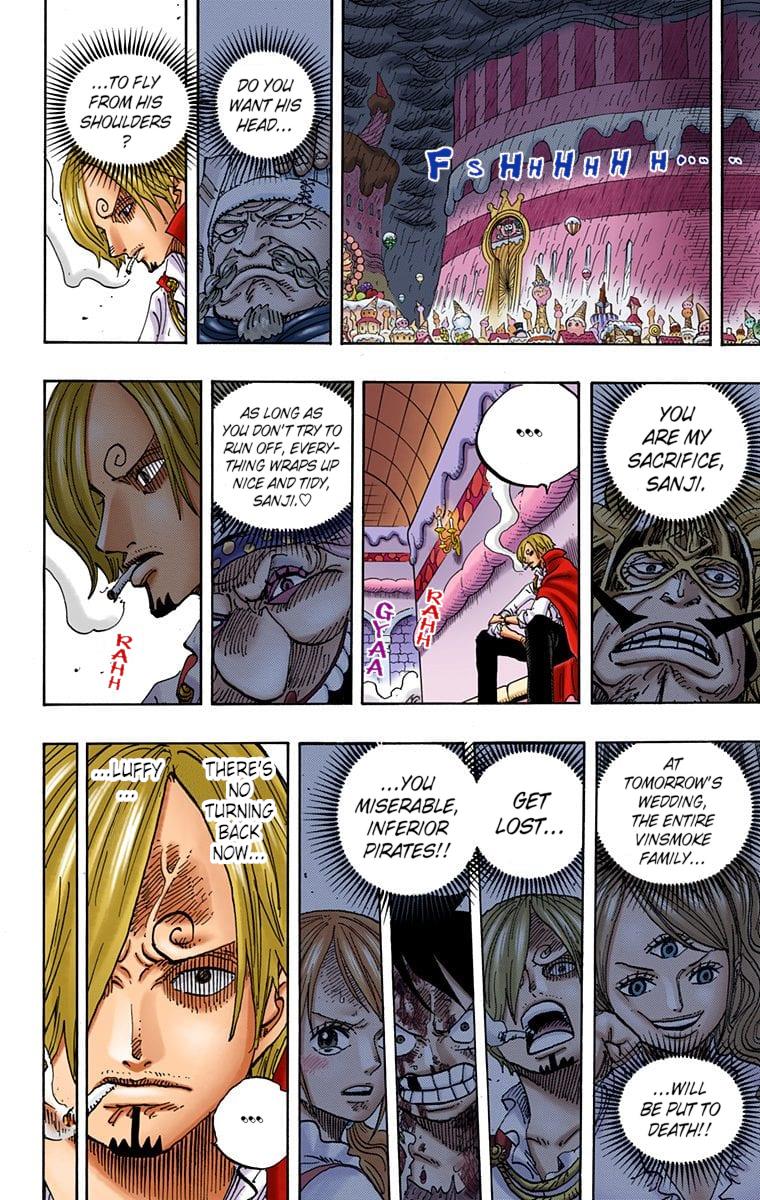 FSHHHHHH.....
DO YOU
WANT HIS
HEAD...
...TO FLY
FROM HIS
SHOULDERS
?
YOU
ARE MY
SACRIFICE,
SANJI.
...
RAHH
GYAA
AS LONG AS
YOU DON'T TRY TO
RUN OFF, EVERY-
THING WRAPS UP
NICE AND TIDY,
SANJI.♡
RAHH
AT
TOMORROW'S
WEDDING,
THE ENTIRE
VINSMOKE
FAMILY...
...WILL
BE PUT TO
DEATH!!
GET
LOST...
...YOU
MISERABLE,
INFERIOR
PIRATES!!
THERE'S
NO
TURNING
BACK
NOW...
...LUFFY
...
...